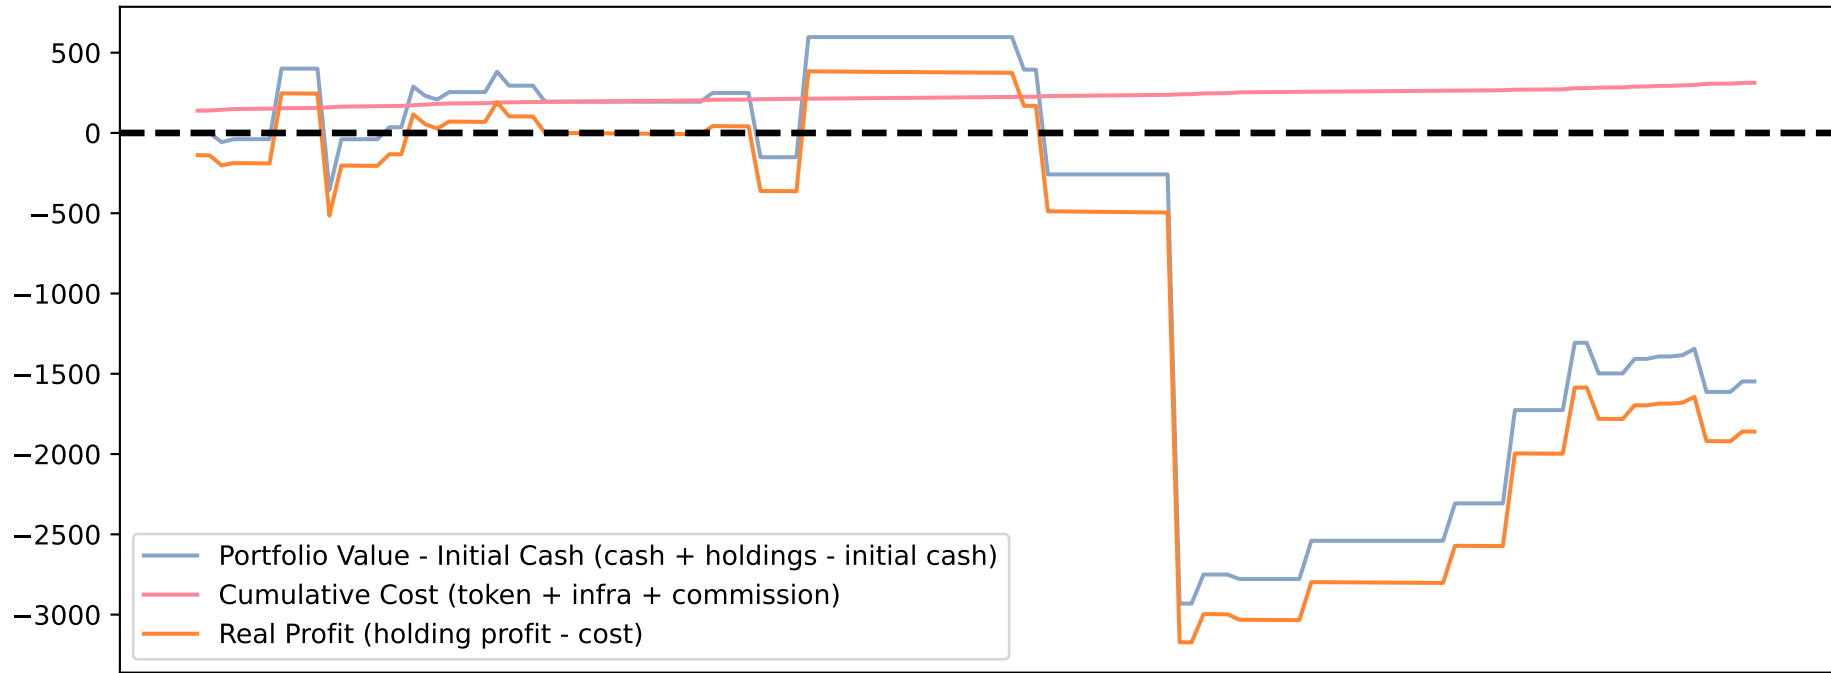 500
0
−500
−1000
−1500
−2000
−2500
−3000
Portfolio Value - Initial Cash (cash + holdings - initial cash)
Cumulative Cost (token + infra + commission)
Real Profit (holding profit - cost)